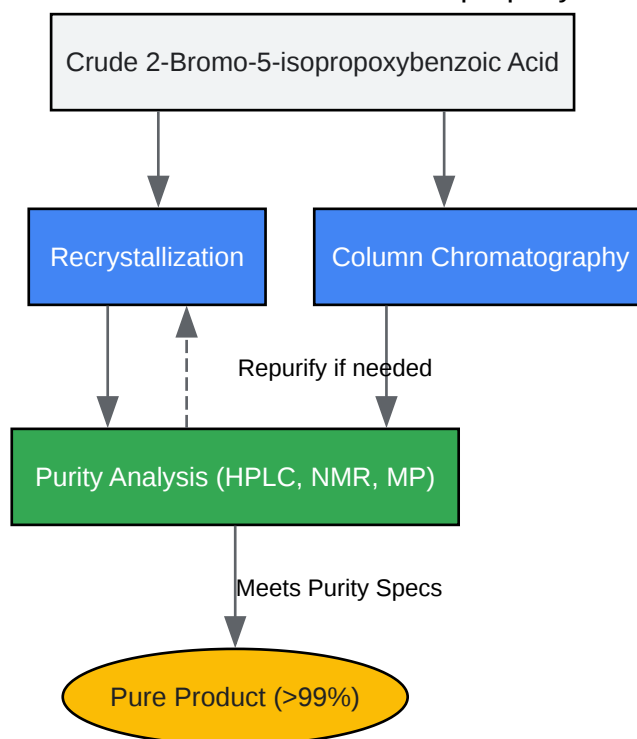 Crude 2-Bromo-5-isopropoxybenzoic Acid
Recrystallization
Column Chromatography
Repurify if needed
Purity Analysis (HPLC, NMR, MP)
Meets Purity Specs
Pure Product (>99%)